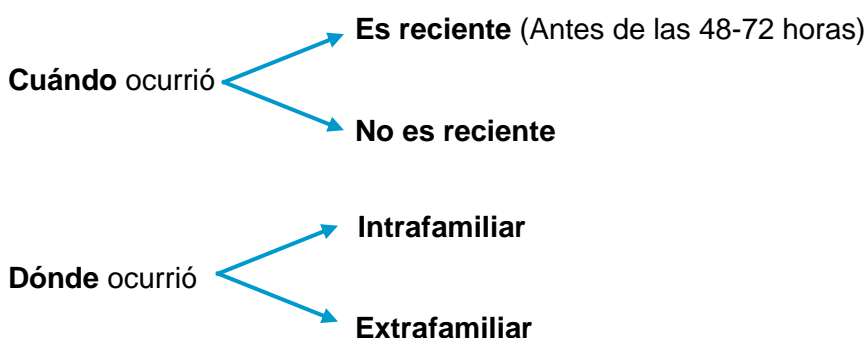 Es reciente (Antes de las 48-72 horas)
Cuándo ocurrió
No es reciente
Intrafamiliar
Dónde ocurrió
Extrafamiliar